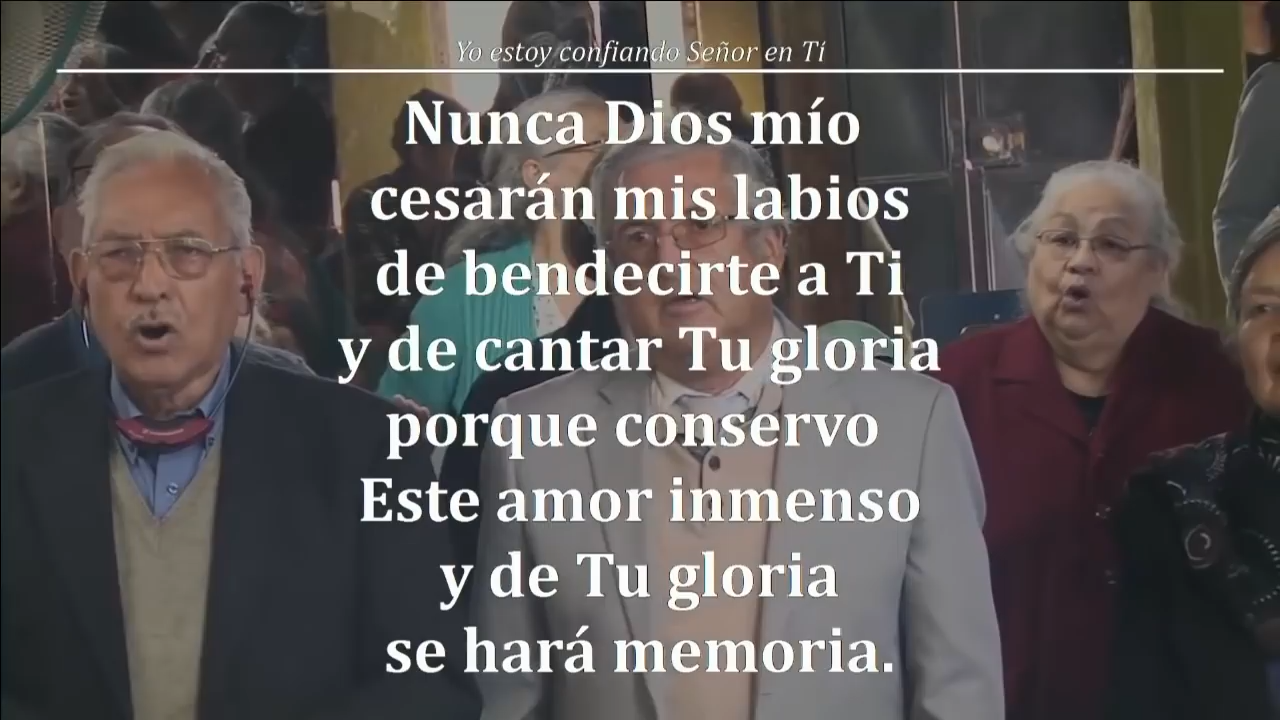 Yo estoy confiando Señor en Tí
Nunca Dios mío
cesarán mis labios
de bendecirte a Ti
y de cantar Tu gloria
porque conservo
Este amor inmenso
y de Tu gloria
se hará memoria.